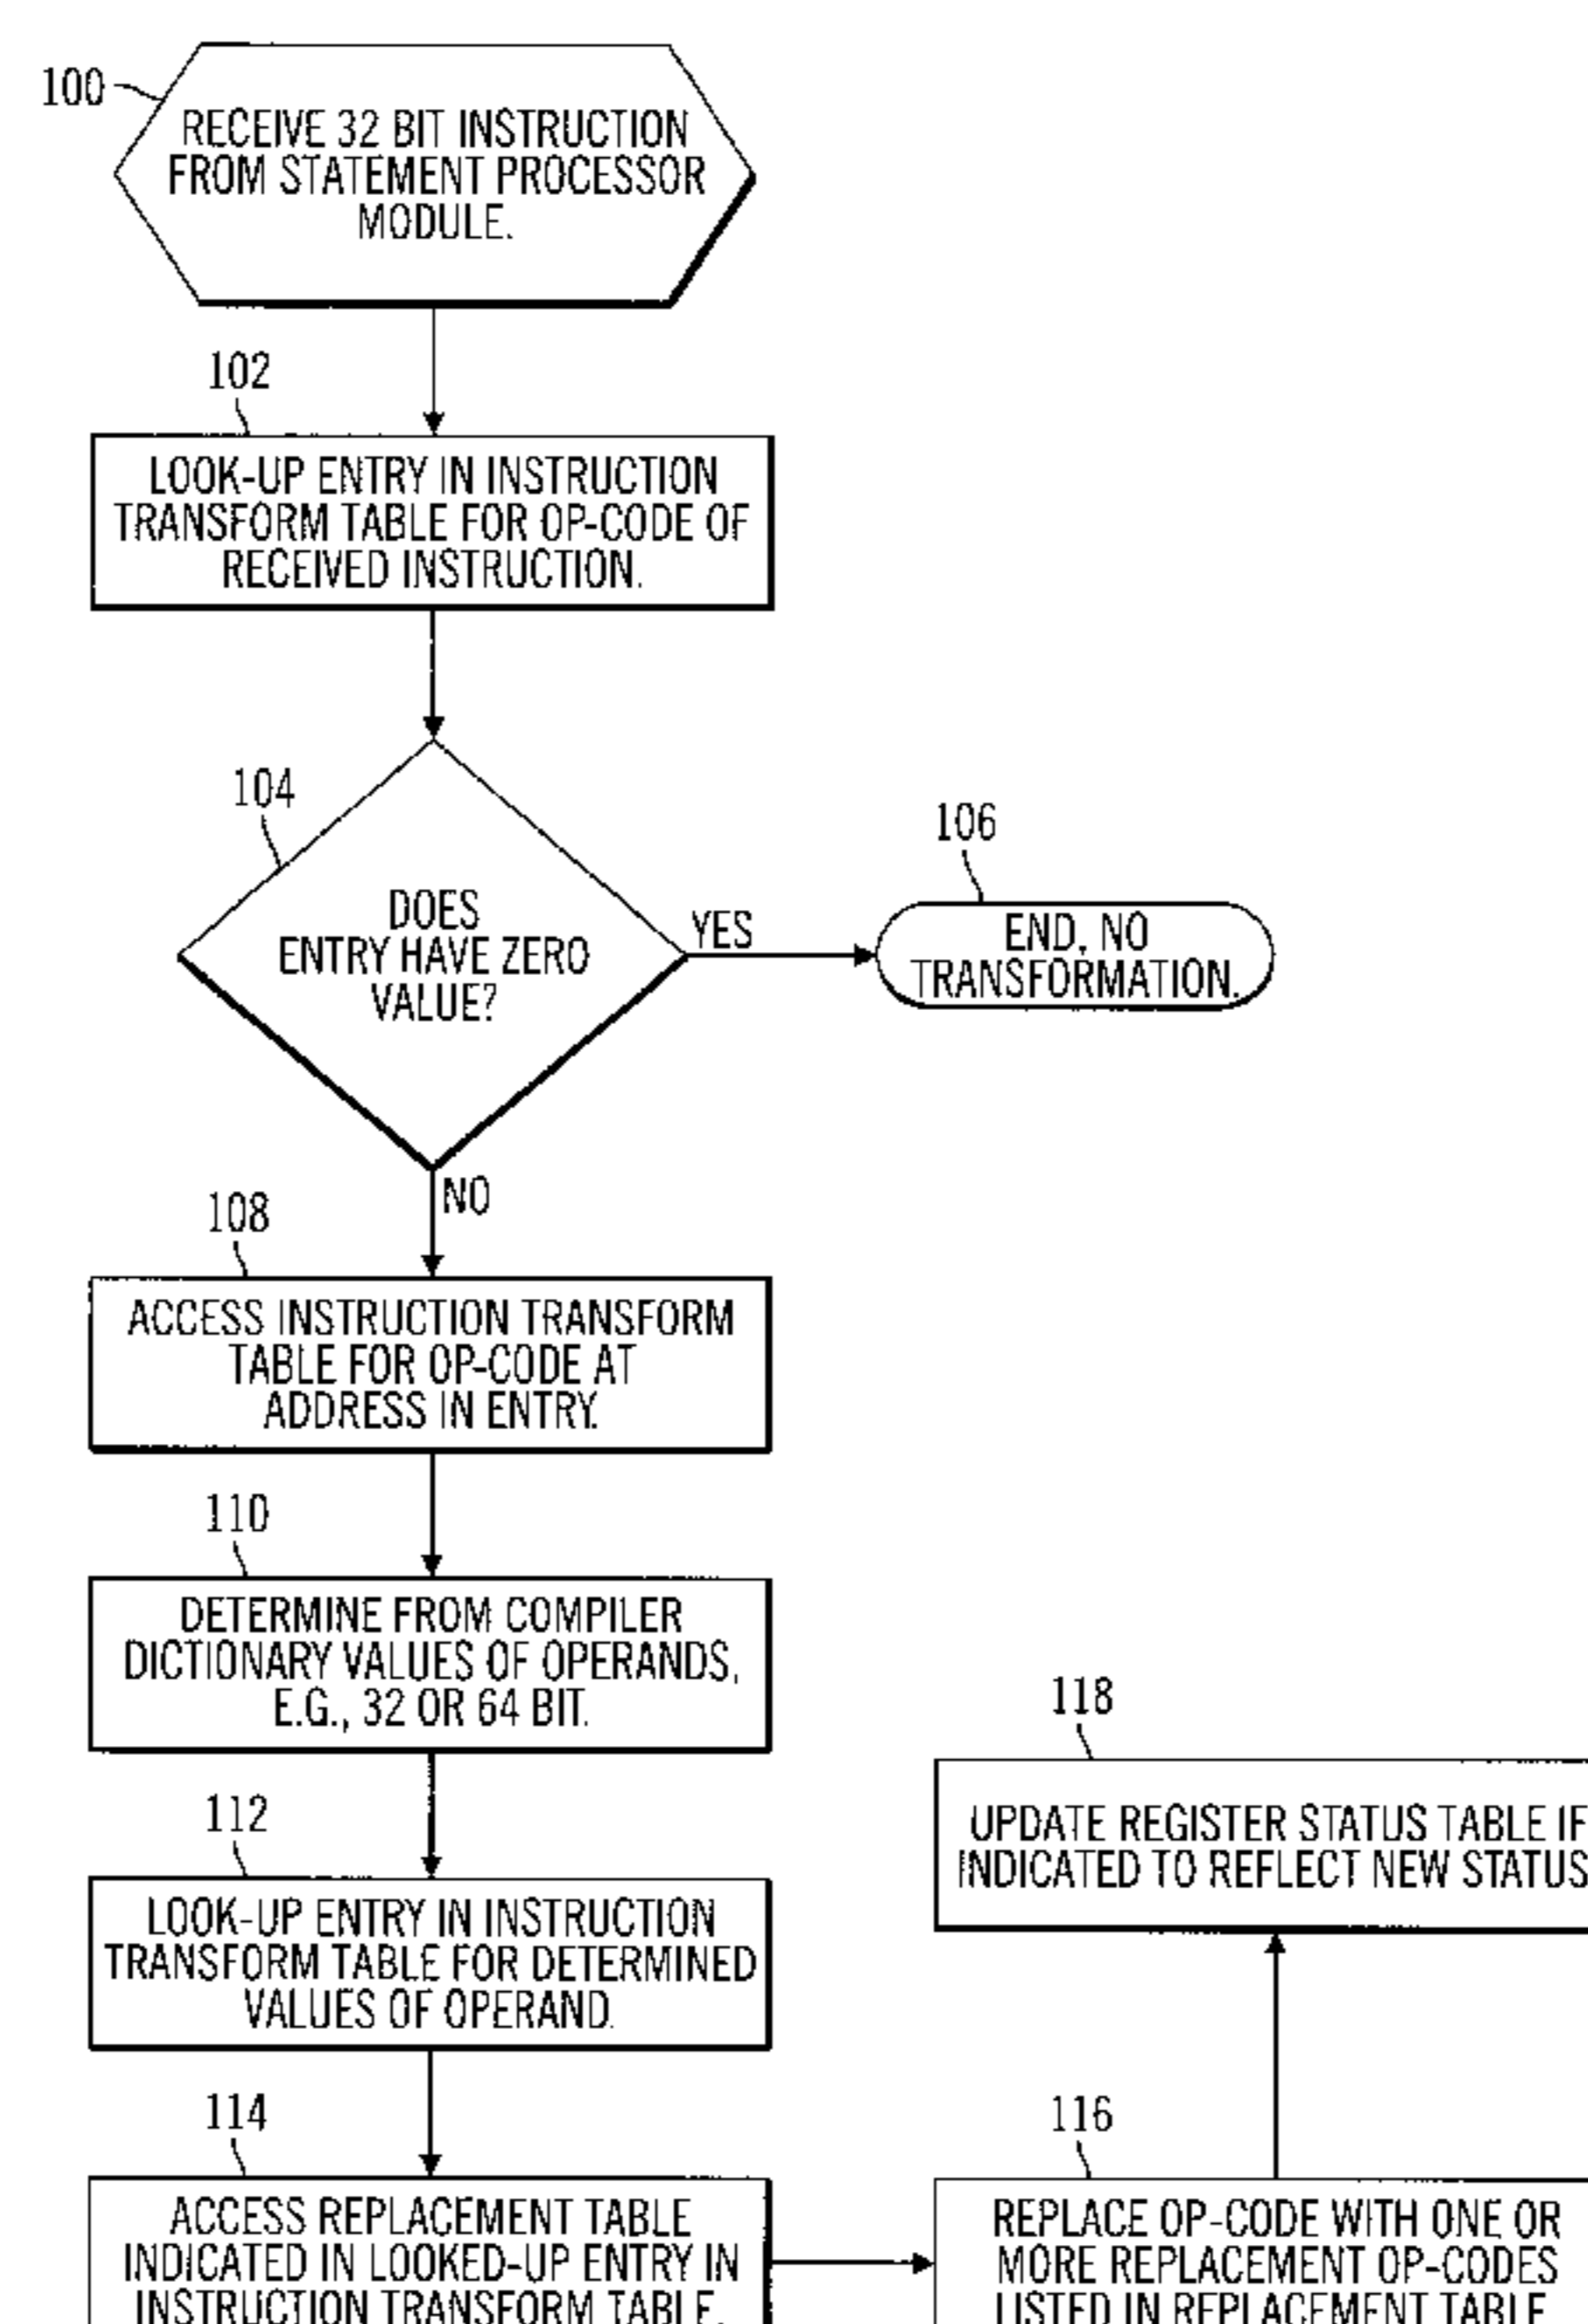 100
RECEIVE 32 BIT INSTRUCTION
FROM STATEMENT PROCESSOR
MODULE.
102
LOOK-UP ENTRY IN INSTRUCTION
TRANSFORM TABLE FOR OP-CODE OF
RECEIVED INSTRUCTION.
104
DOES
ENTRY HAVE ZERO
VALUE?
YES
106
END, NO
TRANSFORMATION.
NO
108
ACCESS INSTRUCTION TRANSFORM
TABLE FOR OP-CODE AT
ADDRESS IN ENTRY.
110
DETERMINE FROM COMPILER
DICTIONARY VALUES OF OPERANDS,
E.G., 32 OR 64 BIT.
112
LOOK-UP ENTRY IN INSTRUCTION
TRANSFORM TABLE FOR DETERMINED
VALUES OF OPERAND.
114
ACCESS REPLACEMENT TABLE
INDICATED IN LOOKED-UP ENTRY IN
INSTRUCTION TRANSFORM TABLE.
116
REPLACE OP-CODE WITH ONE OR
MORE REPLACEMENT OP-CODES
LISTED IN REPLACEMENT TABLE
118
UPDATE REGISTER STATUS TABLE IF
INDICATED TO REFLECT NEW STATUS